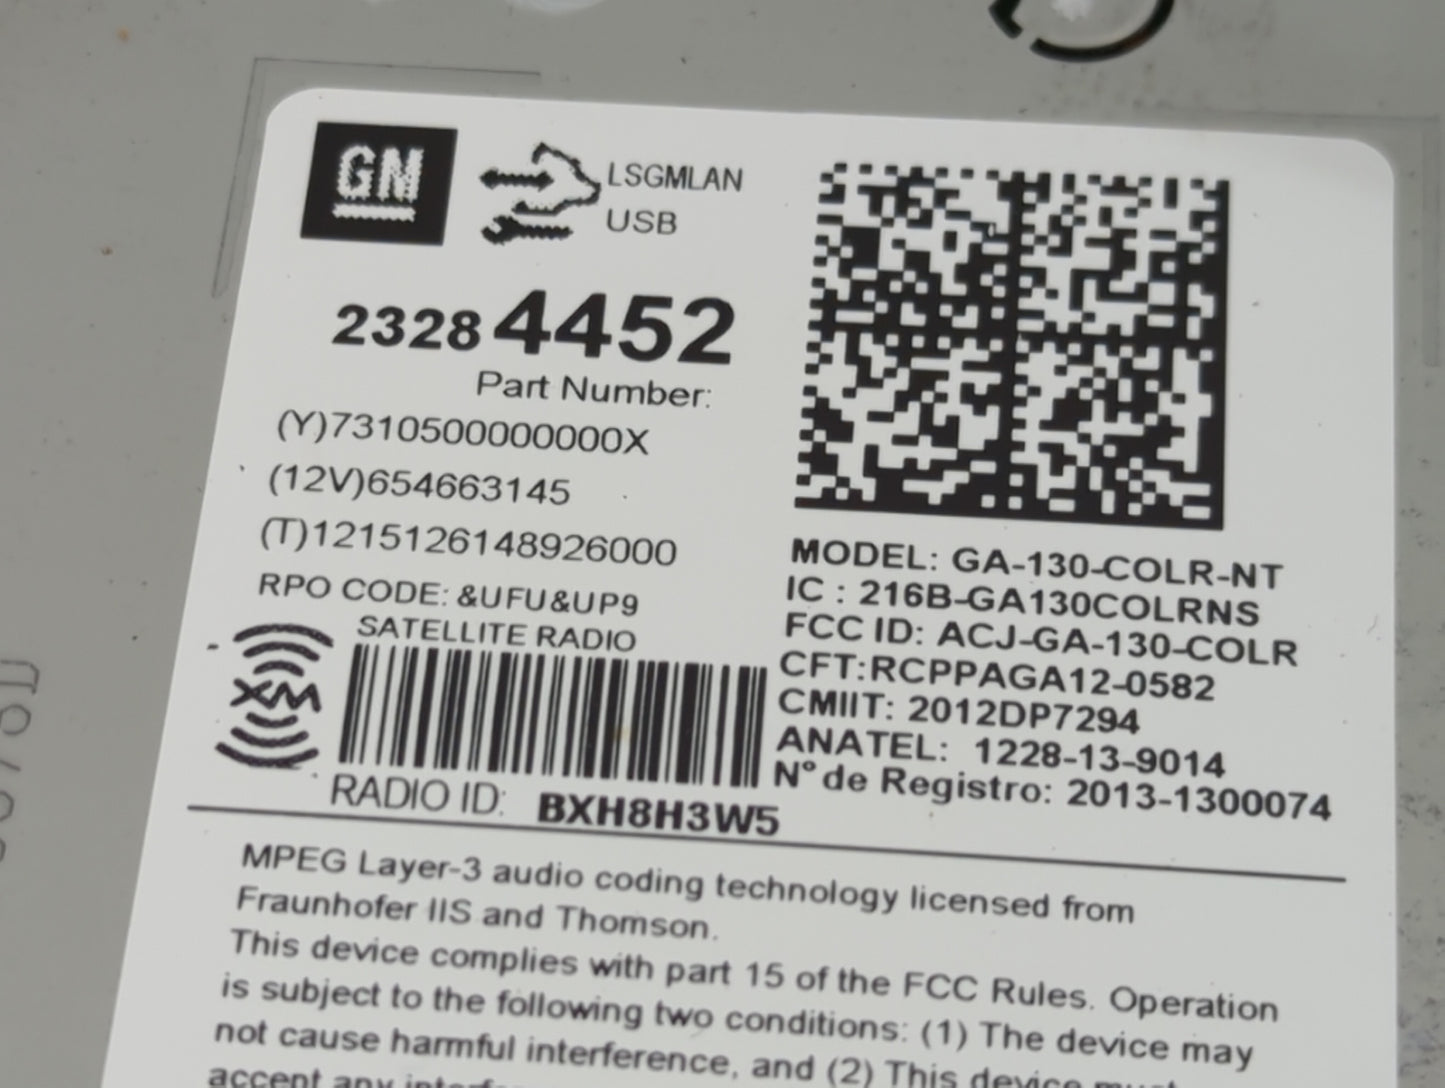 GM
LSGMLAN
USB
23284452
Part Number:
(Y)7310500000000X
(12V)654663145
(T)1215126148926000
RPO CODE: &UFU&UP9
SATELLITE RADIO
XM
RADIO ID: BXH8H3W5
MODEL: GA-130-COLR-NT
IC : 216B-GA130COLRNS
FCC ID: ACJ-GA-130-COLR
CFT:RCPPAGA12-0582
CMIIT: 2012DP7294
ANATEL: 1228-13-9014
N° de Registro: 2013-1300074
MPEG Layer-3 audio coding technology licensed from
Fraunhofer IIS and Thomson.
This device complies with part 15 of the FCC Rules. Operation
is subject to the following two conditions: (1) The device may
not cause harmful interference, and (2) This device must
accept any